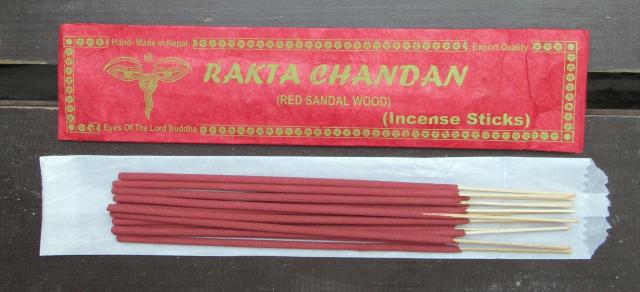 Hand- Made in Nepal
Export Quality
RAKTA CHANDAN
(RED SANDAL WOOD)
(Incense Sticks)
Eyes Of The Lord Buddha